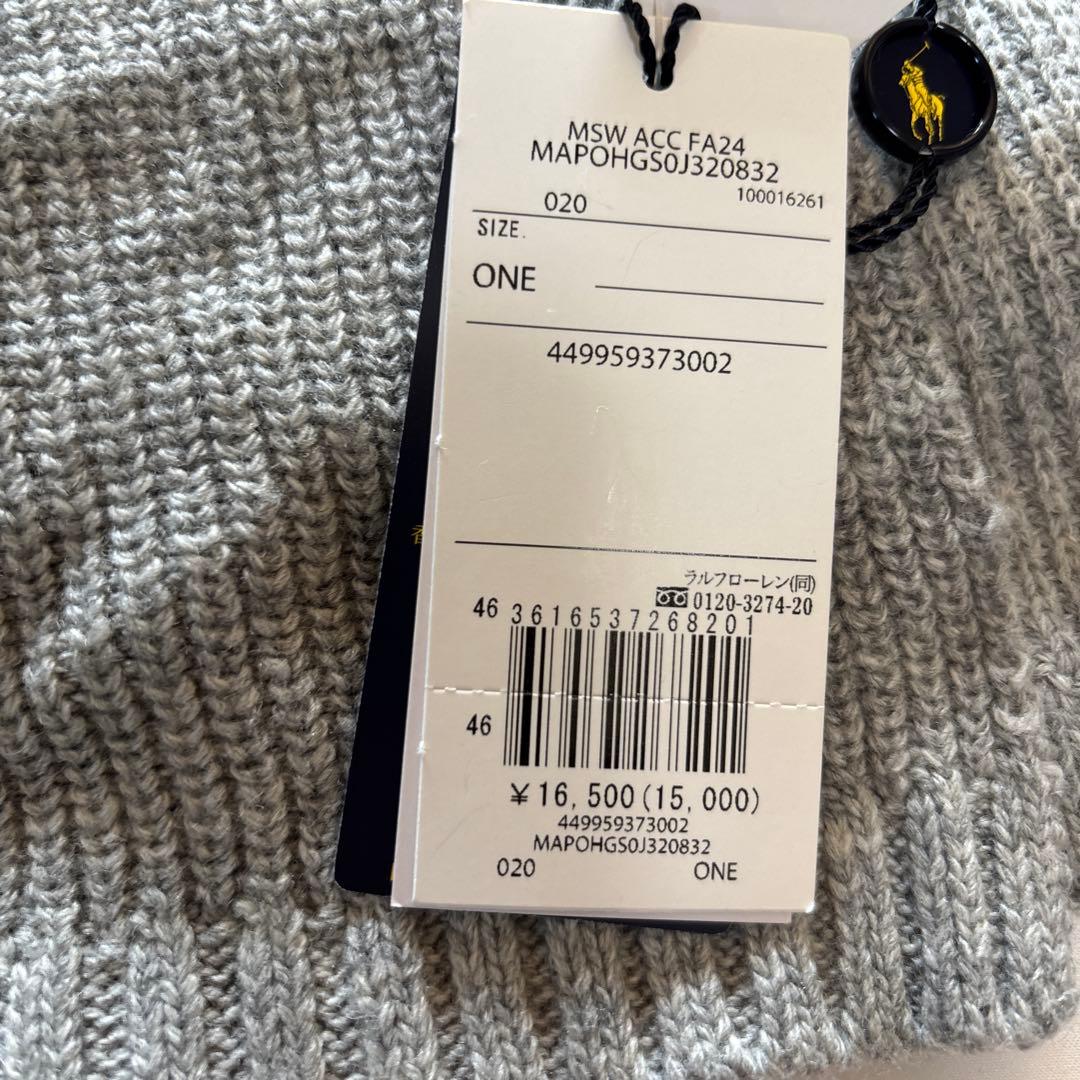 MSW ACC FA24
MAPOHGS0J320832
100016261
020
SIZE.
ONE
449959373002
ラルフローレン(同)
0120-3274-20
46 3616537268201
46
¥16,500(15,000)
449959373002
MAPOHGS0J320832
020 ONE